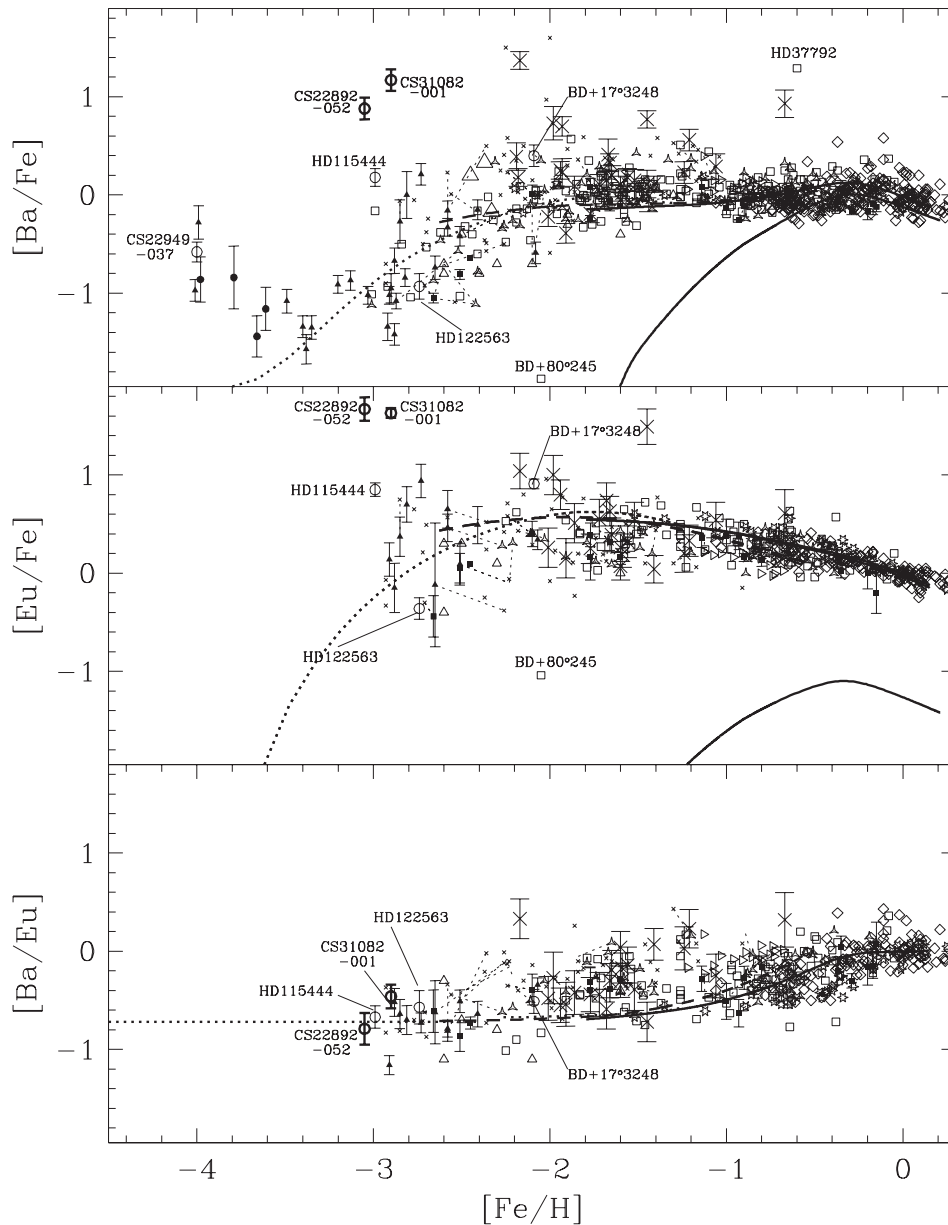 [Ba/Fe]
1
0
−1
HD37792
CS31082
-001
CS22892
-052
BD+17°3248
HD115444
CS22949
-037
HD122563
BD+80°245
[Eu/Fe]
1
0
−1
CS22892
-052
CS31082
-001
BD+17°3248
HD115444
HD122563
BD+80°245
[Ba/Eu]
1
0
−1
HD122563
CS31082
-001
HD115444
CS22892
-052
BD+17°3248
−4 −3 −2 −1 0
[Fe/H]